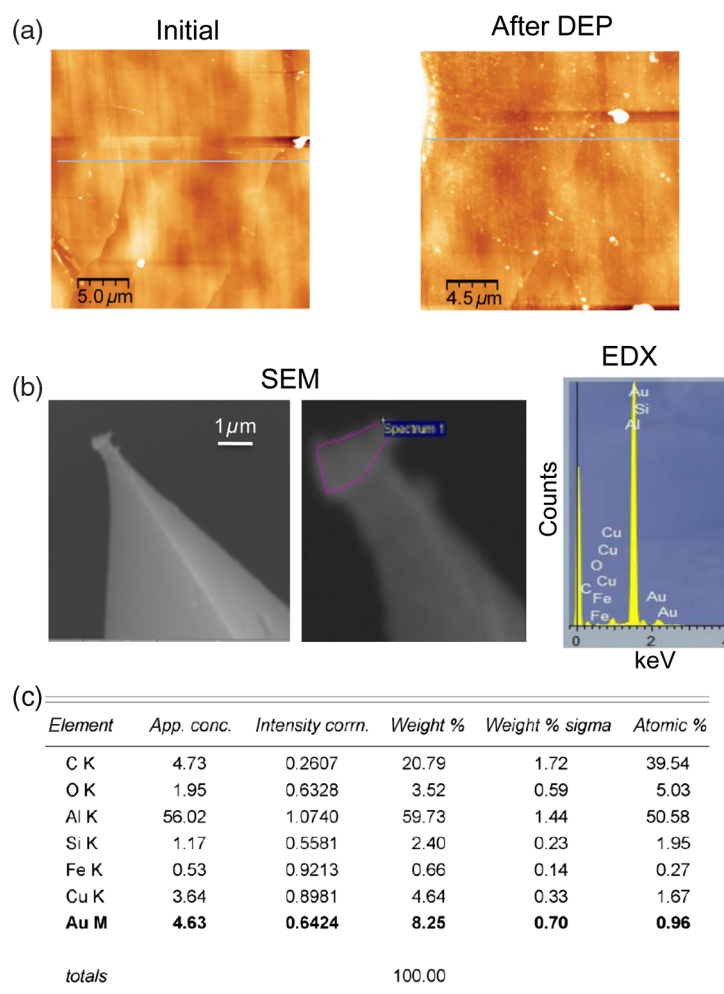 (a)
Initial
After DEP
5.0 µm
4.5 µm
(b)
SEM
EDX
1µm
Spectrum 1
Counts
Au
Si
Al
Cu
Cu
O
Cu
C
Fe
Fe
Au
Au
0 2 4
keV
(c)
Element App. conc. Intensity corrn. Weight % Weight % sigma Atomic %
C K 4.73 0.2607 20.79 1.72 39.54
O K 1.95 0.6328 3.52 0.59 5.03
Al K 56.02 1.0740 59.73 1.44 50.58
Si K 1.17 0.5581 2.40 0.23 1.95
Fe K 0.53 0.9213 0.66 0.14 0.27
Cu K 3.64 0.8981 4.64 0.33 1.67
Au M 4.63 0.6424 8.25 0.70 0.96
totals 100.00